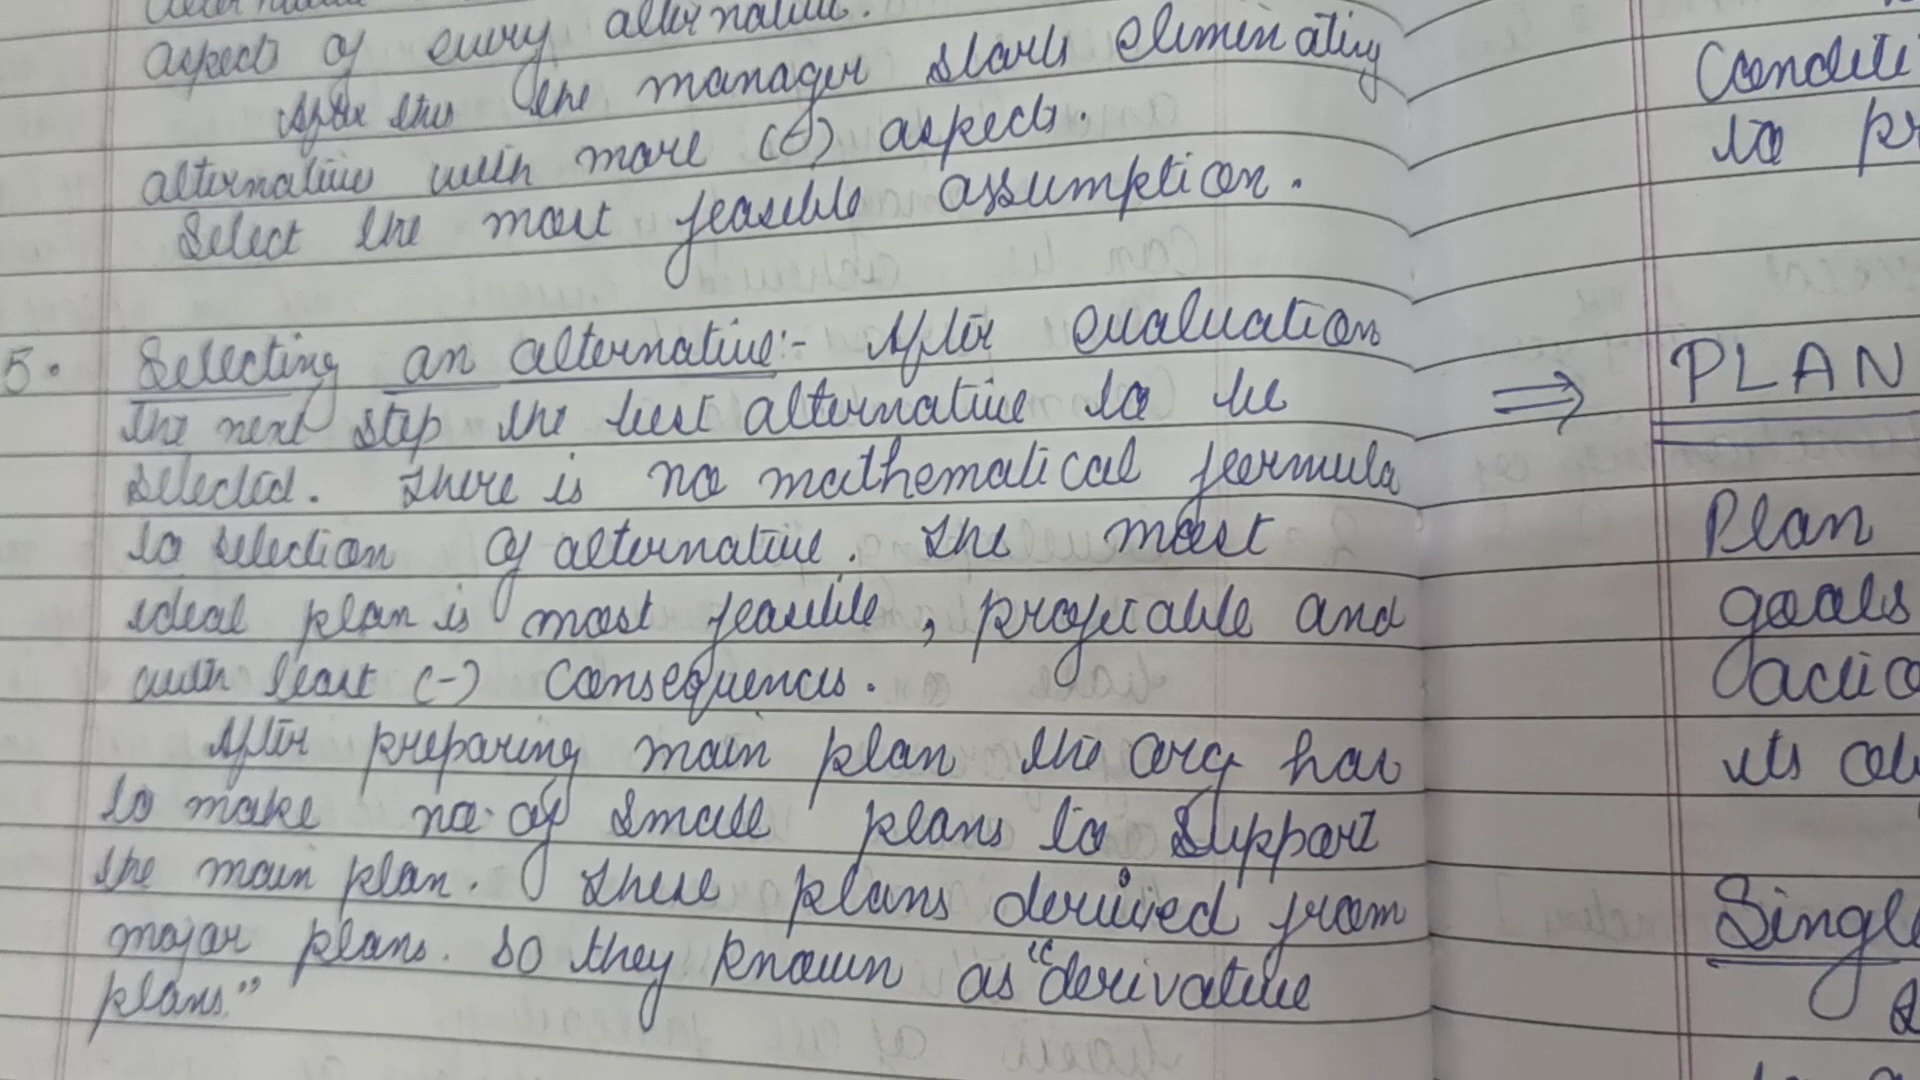 aspects of every alternative.
After this the manager starts eliminating
alternatives with more (-) aspects.
Select the most feasible assumption.
5. Selecting an alternative:- After evaluation
the next step the best alternative to be
selected. There is no mathematical formula
to selection of alternative. The most
ideal plan is most feasible, profitable and
with least (-) consequences.
After preparing main plan the org has
to make no. of small plans to support
the main plan. These plans derived from
major plans. So they known as "derivative
plans."
to
⇒ PLAN
Plan
goals
its